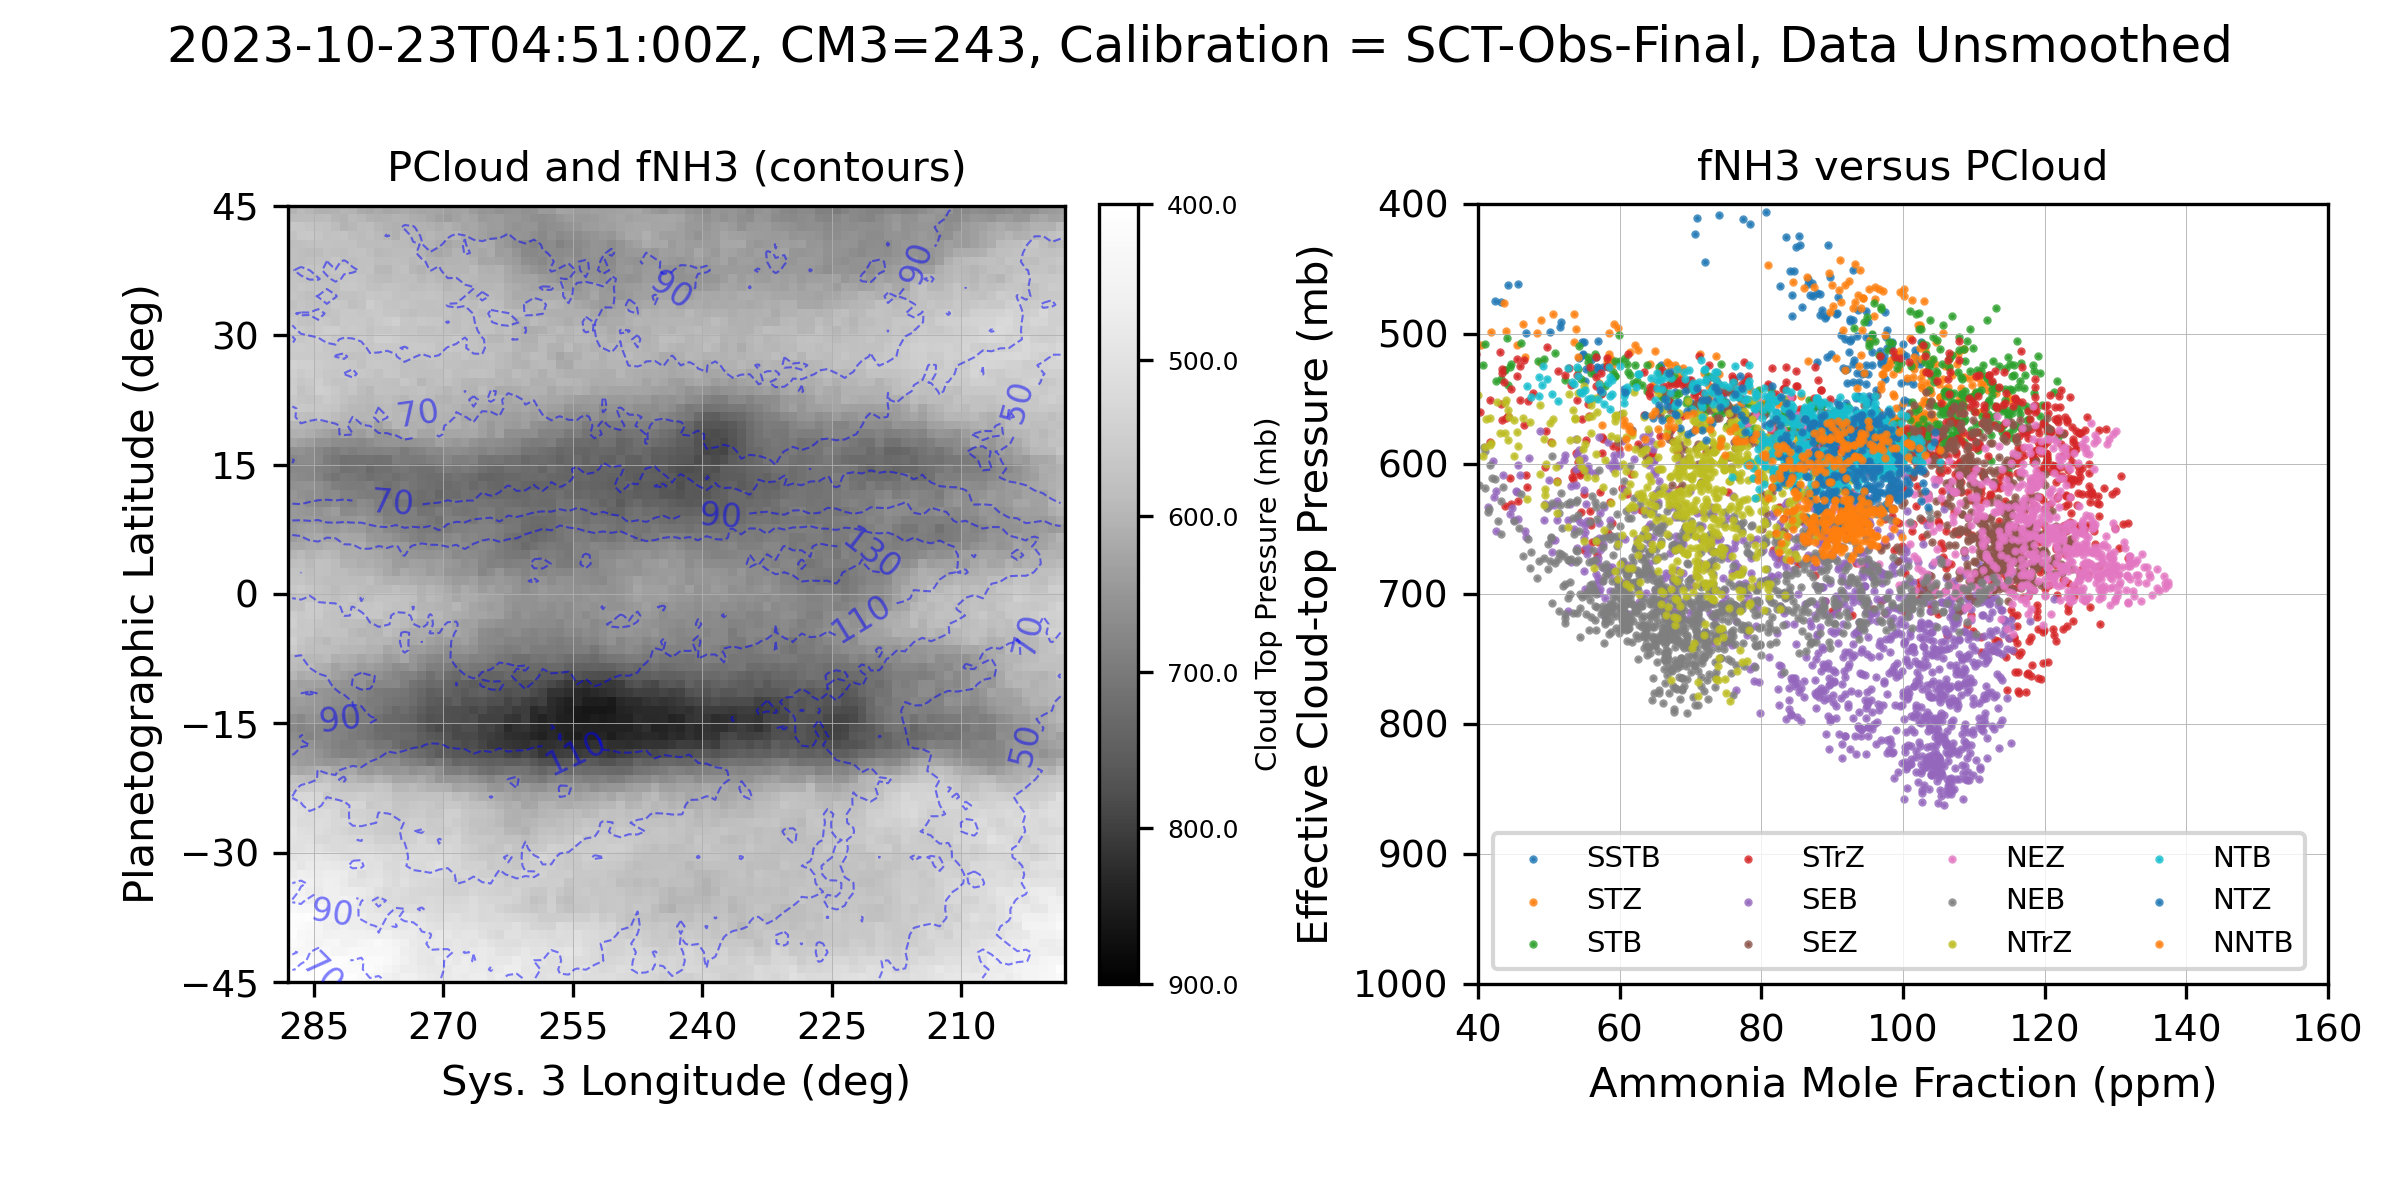 2023-10-23T04:51:00Z, CM3=243, Calibration = SCT-Obs-Final, Data Unsmoothed
PCloud and fNH3 (contours)
Planetographic Latitude (deg)
45
30
15
0
−15
−30
−45
285
270
255
240
225
210
Sys. 3 Longitude (deg)
90
90
70
50
70
90
130
110
70
90
110
50
90
70
400.0
500.0
600.0
700.0
800.0
900.0
Cloud Top Pressure (mb)
fNH3 versus PCloud
Effective Cloud-top Pressure (mb)
400
500
600
700
800
900
1000
40
60
80
100
120
140
160
Ammonia Mole Fraction (ppm)
SSTB
STZ
STB
STrZ
SEB
SEZ
NEZ
NEB
NTrZ
NTB
NTZ
NNTB